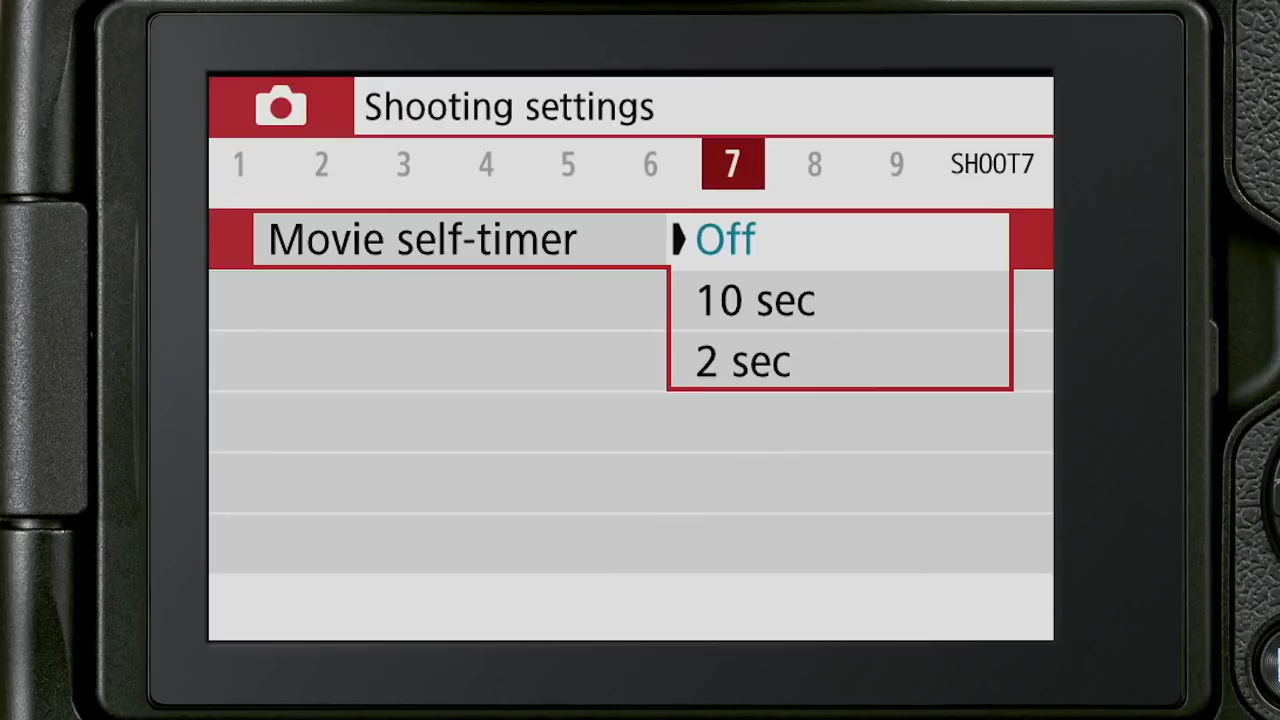 Shooting settings
1 2 3 4 5 6 7 8 9 SHOOT7
Movie self-timer Off
10 sec
2 sec